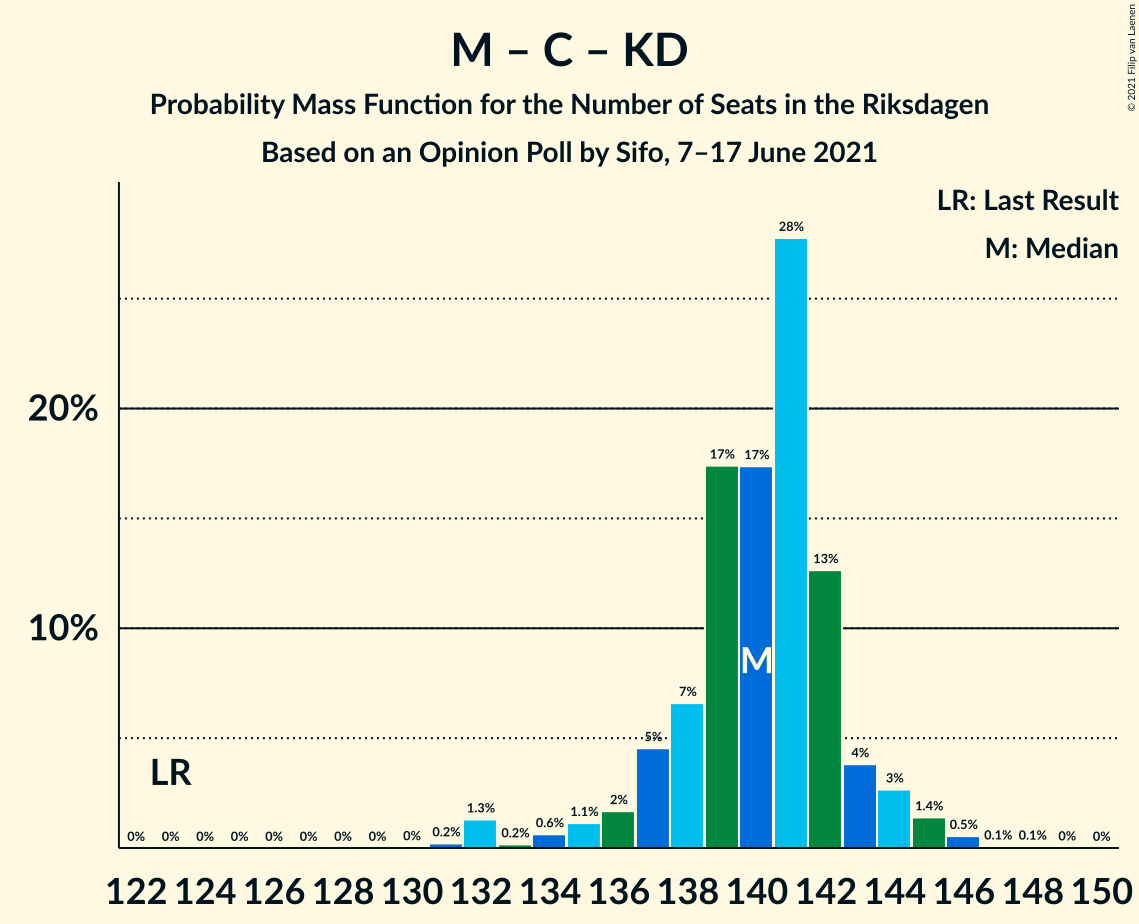 M – C – KD
Probability Mass Function for the Number of Seats in the Riksdagen
Based on an Opinion Poll by Sifo, 7–17 June 2021
© 2021 Filip van Laenen
LR: Last Result
M: Median
28%
20%
17% 17%
13%
10%
M
7%
5%
4%
LR
3%
2%
1.3%
1.4%
1.1%
0.6%
0.5%
0% 0% 0% 0% 0% 0% 0% 0% 0% 0.2% 0.2% 0.1% 0.1% 0% 0%
122 124 126 128 130 132 134 136 138 140 142 144 146 148 150